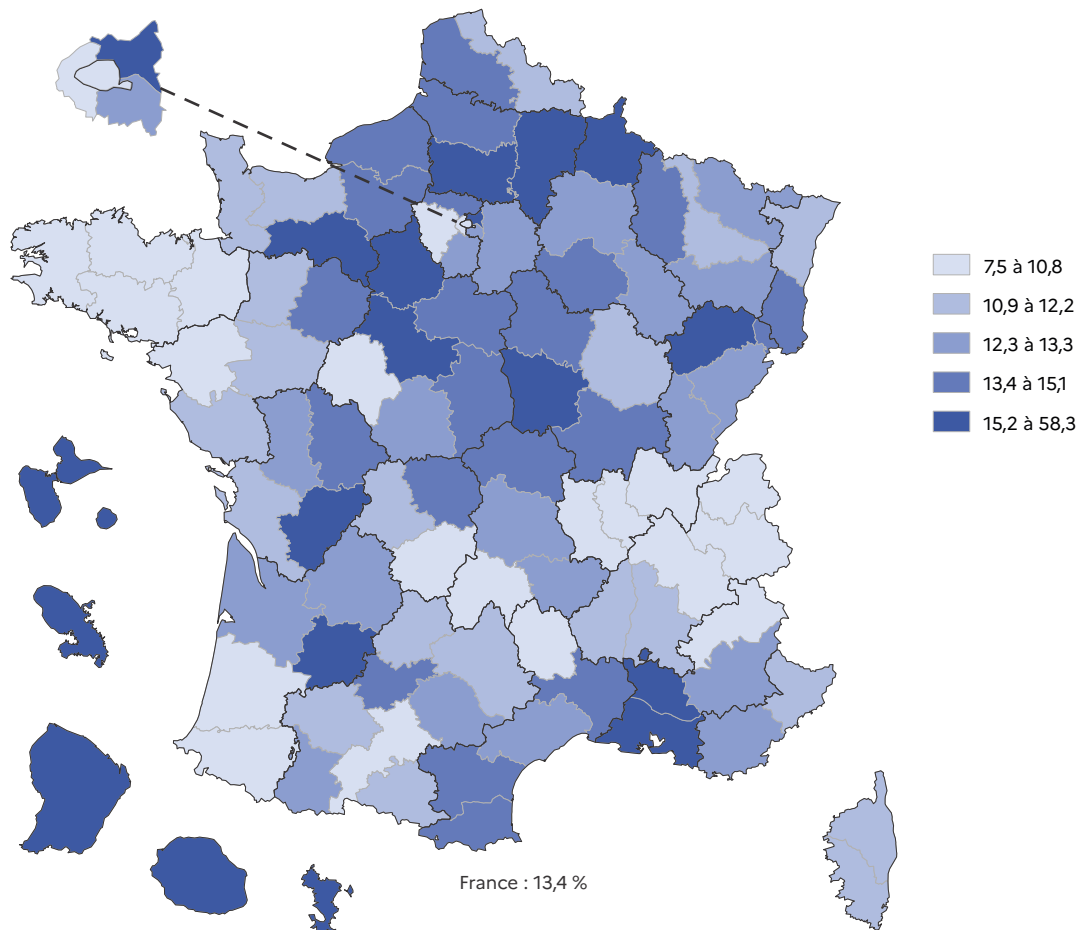 7,5 à 10,8
10,9 à 12,2
12,3 à 13,3
13,4 à 15,1
15,2 à 58,3
France : 13,4 %